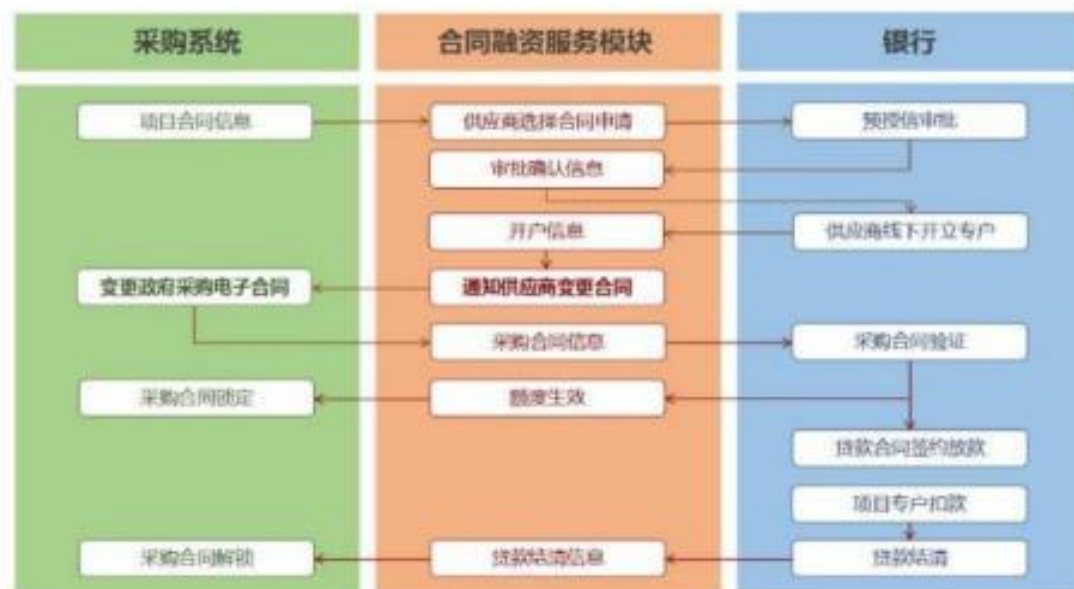 采购系统
合同融资服务模块
银行
项目合同信息
供应商选择合同申请
预授信审批
审批确认信息
开户信息
供应商线下开立专户
变更政府采购电子合同
通知供应商变更合同
采购合同信息
采购合同验证
采购合同锁定
额度生效
贷款合同签约放款
项目专户扣款
采购合同解锁
贷款结清信息
贷款结清